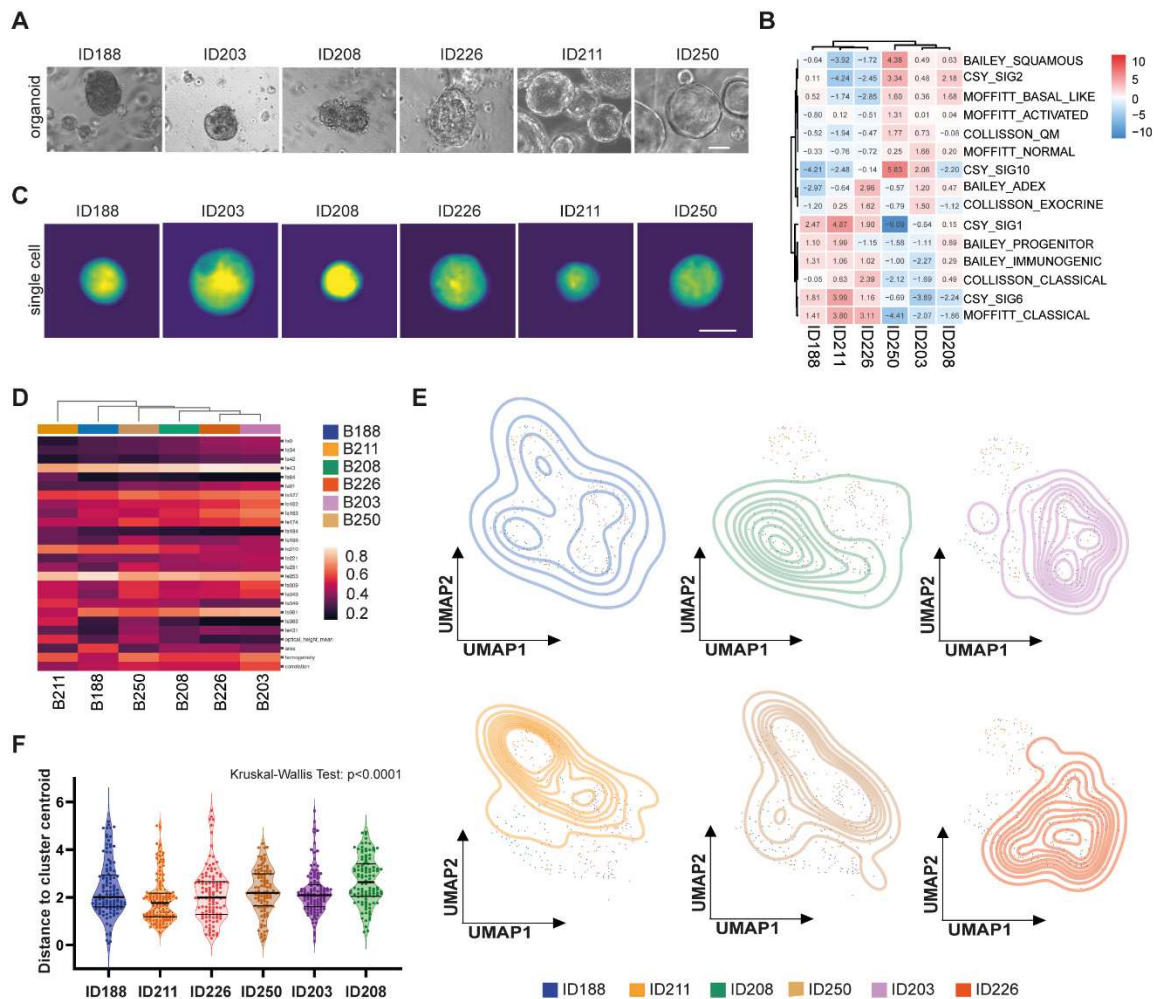 A
ID188 ID203 ID208 ID226 ID211 ID250
organoid
B
-0.64 -3.92 -1.72 4.38 0.49 0.63 BAILEY_SQUAMOUS
0.11 -4.24 -2.45 3.34 0.48 2.18 CSY_SIG2
0.52 -1.74 -2.85 1.60 0.36 1.68 MOFFITT_BASAL_LIKE
-0.80 0.12 -0.51 1.31 0.01 0.04 MOFFITT_ACTIVATED
-0.52 -1.94 -0.47 1.77 0.73 -0.08 COLLISSON_QM
-0.33 -0.76 -0.72 0.25 1.66 0.20 MOFFITT_NORMAL
-4.21 -2.48 -0.14 5.83 2.06 -2.20 CSY_SIG10
-2.97 -0.64 2.96 -0.57 1.20 0.47 BAILEY_ADEX
-1.20 0.25 1.62 -0.79 1.50 -1.12 COLLISSON_EXOCRINE
2.47 4.87 1.90 -0.64 0.15 CSY_SIG1
1.10 1.99 -1.15 -1.58 -1.11 0.89 BAILEY_PROGENITOR
1.31 1.06 1.02 -1.00 -2.27 0.29 BAILEY_IMMUNOGENIC
-0.05 0.63 2.39 -2.12 -1.69 0.49 COLLISSON_CLASSICAL
1.81 3.99 1.16 -0.69 -3.89 -2.24 CSY_SIG6
1.41 3.80 3.11 -4.41 -2.07 -1.86 MOFFITT_CLASSICAL
ID188 ID211 ID226 ID250 ID203 ID208
10
5
0
-5
-10
C
ID188 ID203 ID208 ID226 ID211 ID250
single cell
D
B188
B211
B208
B226
B203
B250
0.8
0.6
0.4
0.2
optical_height_mean
area
homogeneity
correlation
B211 B188 B250 B208 B226 B203
E
UMAP2 UMAP2 UMAP2
UMAP1 UMAP1 UMAP1
UMAP2 UMAP2 UMAP2
UMAP1 UMAP1 UMAP1
ID188 ID211 ID208 ID250 ID203 ID226
F
Kruskal-Wallis Test: p<0.0001
Distance to cluster centroid
6
4
2
0
ID188 ID211 ID226 ID250 ID203 ID208